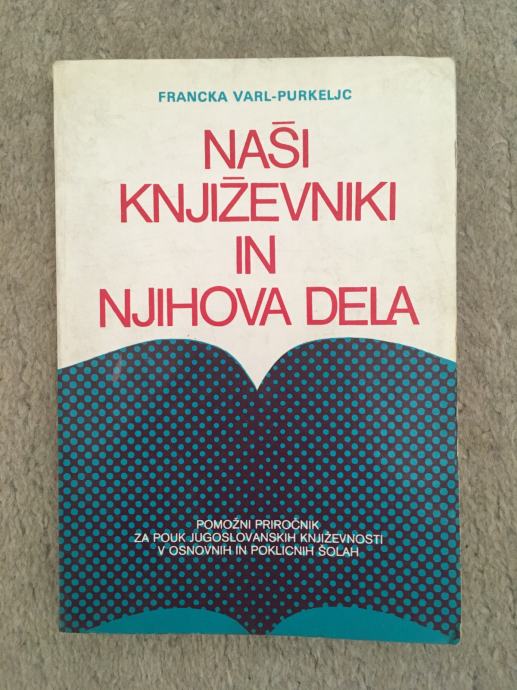 FRANCKA VARL-PURKELJC
NAŠI
KNJIŽEVNIKI
IN
NJIHOVA DELA
POMOŽNI PRIROČNIK
ZA POUK JUGOSLOVANSKIH KNJIŽEVNOSTI
V OSNOVNIH IN POKLICNIH ŠOLAH